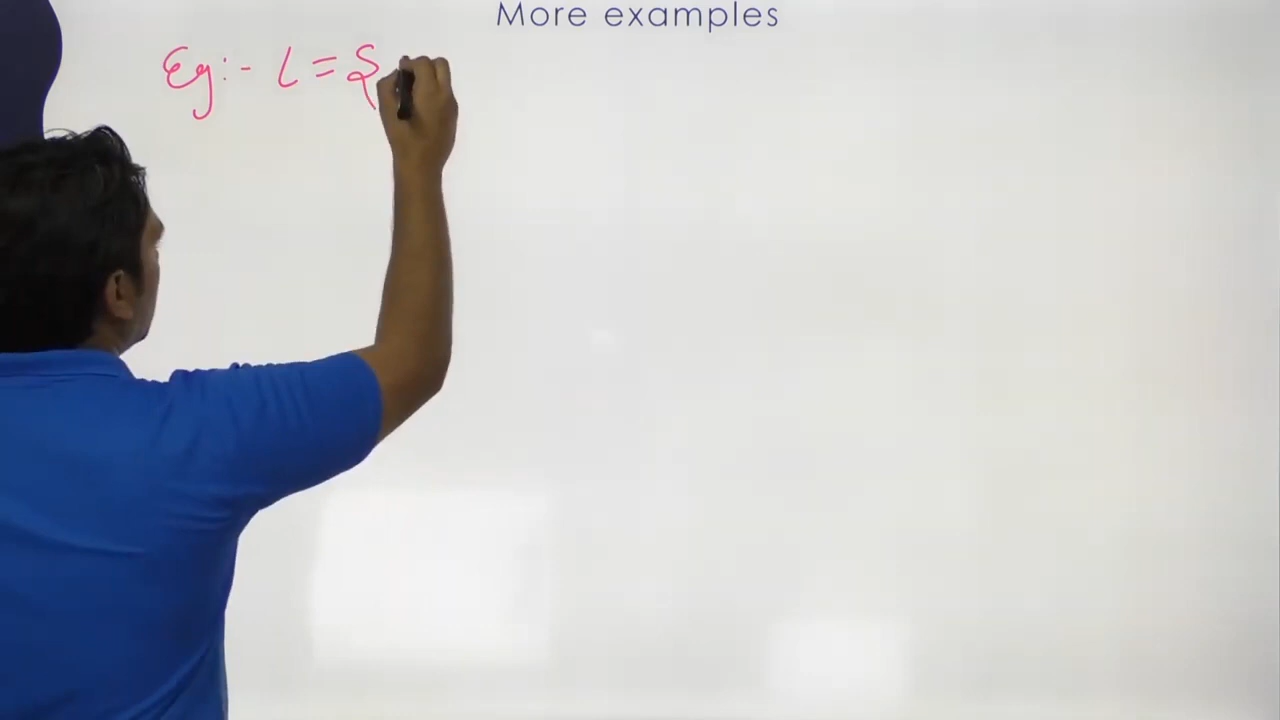 More examples
Eg:- L = {